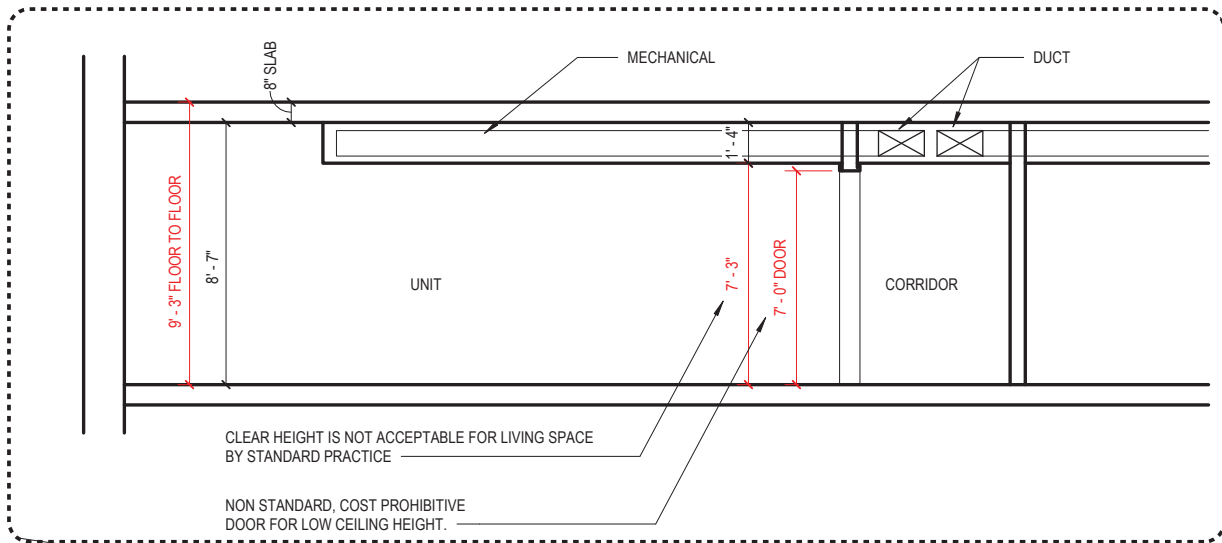 MECHANICAL
DUCT
8" SLAB
1' - 4"
9' - 3" FLOOR TO FLOOR
8' - 7"
UNIT
7' - 3"
7' - 0" DOOR
CORRIDOR
CLEAR HEIGHT IS NOT ACCEPTABLE FOR LIVING SPACE
BY STANDARD PRACTICE
NON STANDARD, COST PROHIBITIVE
DOOR FOR LOW CEILING HEIGHT.